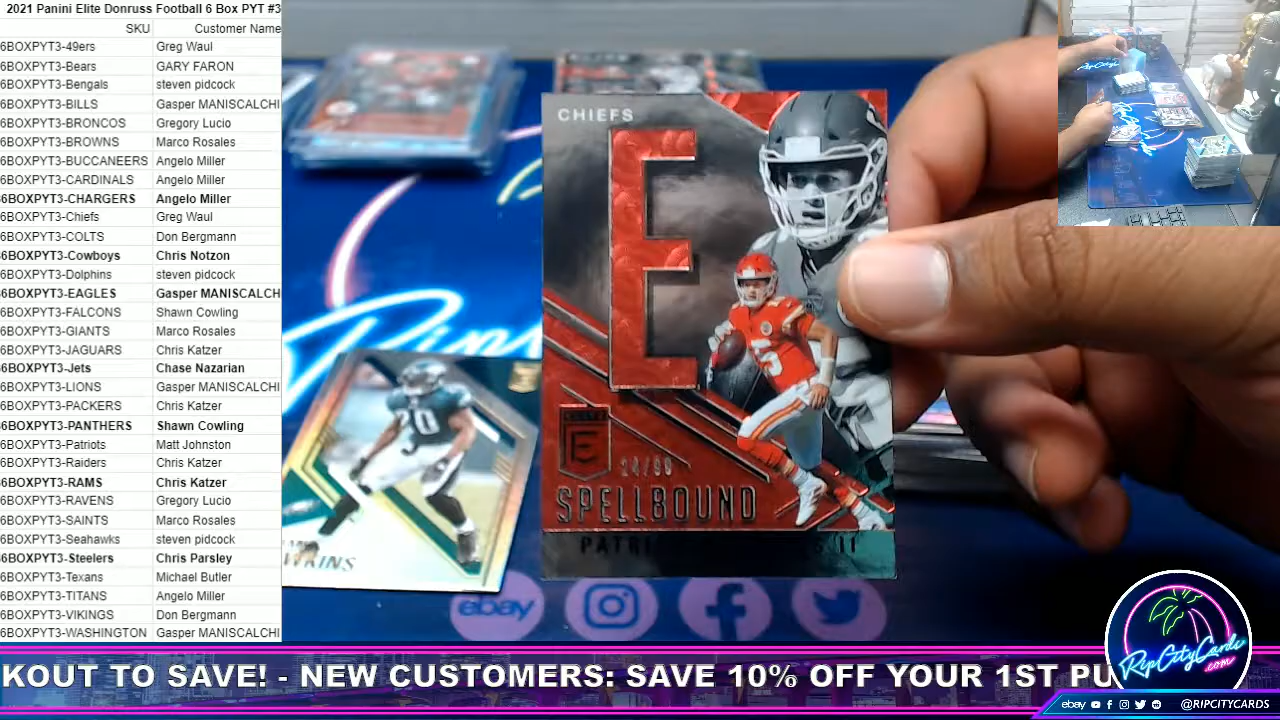 2021 Panini Elite Donruss Football 6 Box PYT #3
SKU Customer Name
6BOXPYT3-49ers Greg Waul
6BOXPYT3-Bears GARY FARON
6BOXPYT3-Bengals steven pidcock
6BOXPYT3-BILLS Gasper MANISCALCHI
6BOXPYT3-BRONCOS Gregory Lucio
6BOXPYT3-BROWNS Marco Rosales
6BOXPYT3-BUCCANEERS Angelo Miller
6BOXPYT3-CARDINALS Angelo Miller
6BOXPYT3-CHARGERS Angelo Miller
6BOXPYT3-Chiefs Greg Waul
6BOXPYT3-COLTS Don Bergmann
6BOXPYT3-Cowboys Chris Notzon
6BOXPYT3-Dolphins steven pidcock
6BOXPYT3-EAGLES Gasper MANISCALCH
6BOXPYT3-FALCONS Shawn Cowling
6BOXPYT3-GIANTS Marco Rosales
6BOXPYT3-JAGUARS Chris Katzer
6BOXPYT3-Jets Chase Nazarian
6BOXPYT3-LIONS Gasper MANISCALCHI
6BOXPYT3-PACKERS Chris Katzer
6BOXPYT3-PANTHERS Shawn Cowling
6BOXPYT3-Patriots Matt Johnston
6BOXPYT3-Raiders Chris Katzer
6BOXPYT3-RAMS Chris Katzer
6BOXPYT3-RAVENS Gregory Lucio
6BOXPYT3-SAINTS Marco Rosales
6BOXPYT3-Seahawks steven pidcock
6BOXPYT3-Steelers Chris Parsley
6BOXPYT3-Texans Michael Butler
6BOXPYT3-TITANS Angelo Miller
6BOXPYT3-VIKINGS Don Bergmann
6BOXPYT3-WASHINGTON Gasper MANISCALCHI
CHIEFS
E
15
E
SPELLBOUND
PATRI
20
ebay
KOUT TO SAVE! - NEW CUSTOMERS: SAVE 10% OFF YOUR 1ST PU
RipCityCards
.com
ebay @RIPCITYCARDS